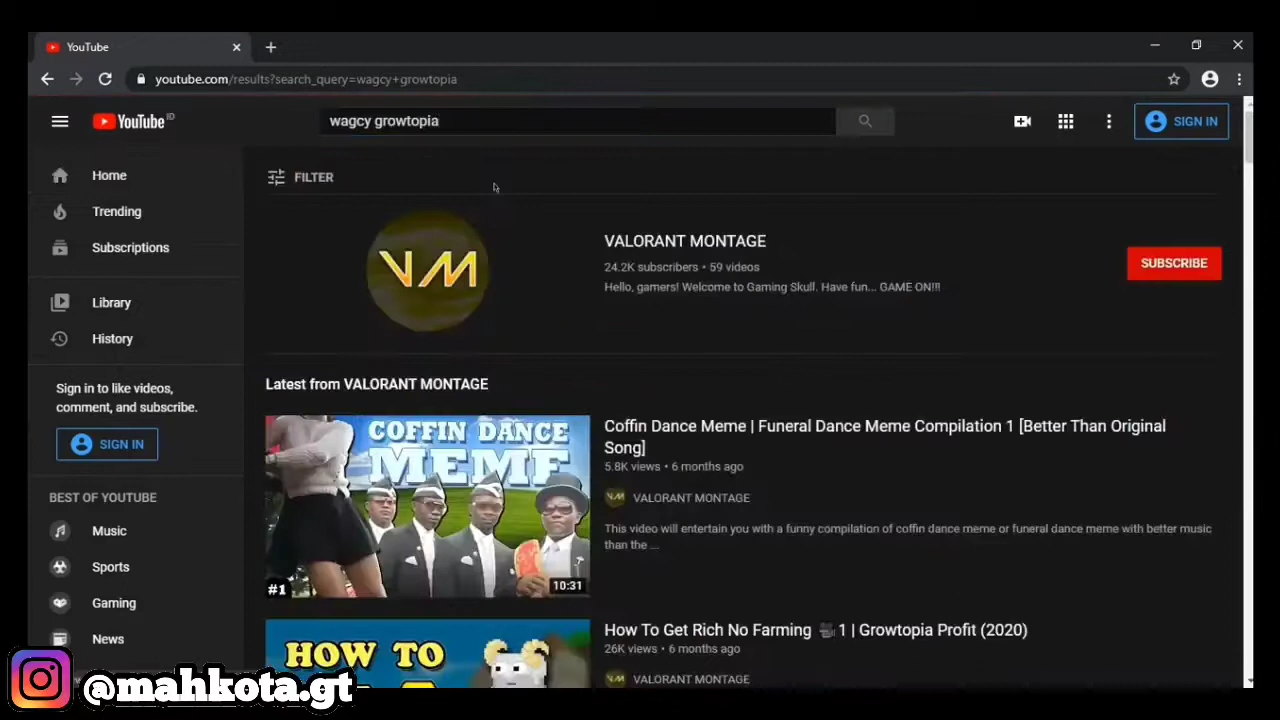 YouTube
youtube.com/results?search_query=wagcy+growtopia
YouTube ID
wagcy growtopia
SIGN IN
Home
Trending
Subscriptions
Library
History
Sign in to like videos,
comment, and subscribe.
SIGN IN
BEST OF YOUTUBE
Music
Sports
Gaming
News
FILTER
VM
VALORANT MONTAGE
24.2K subscribers • 59 videos
Hello, gamers! Welcome to Gaming Skull. Have fun... GAME ON!!!
SUBSCRIBE
Latest from VALORANT MONTAGE
COFFIN DANCE
MEME
#1
10:31
Coffin Dance Meme | Funeral Dance Meme Compilation 1 [Better Than Original
Song]
5.8K views • 6 months ago
VALORANT MONTAGE
This video will entertain you with a funny compilation of coffin dance meme or funeral dance meme with better music
than the ...
HOW TO
How To Get Rich No Farming 🎥 1 | Growtopia Profit (2020)
26K views • 6 months ago
VALORANT MONTAGE
@mahkota.gt